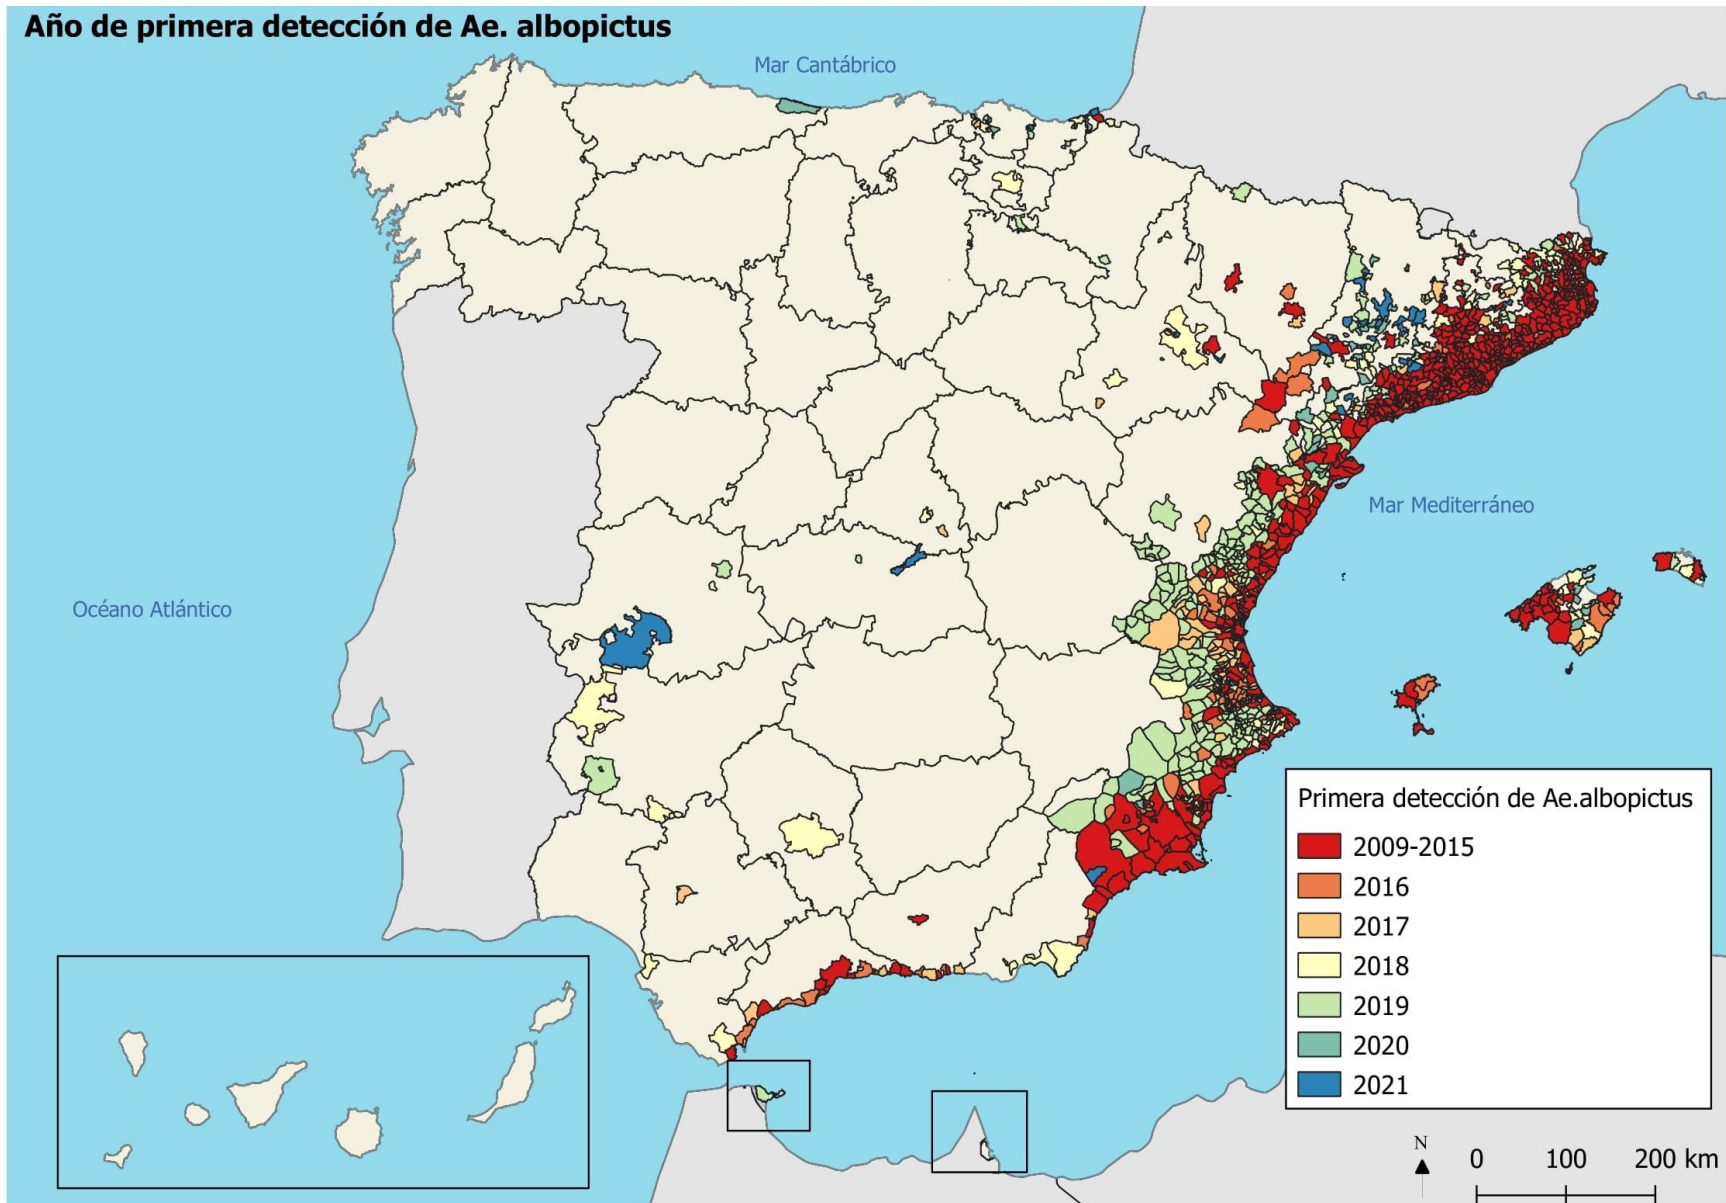 Año de primera detección de Ae. albopictus
Mar Cantábrico
Mar Mediterráneo
Océano Atlántico
Primera detección de Ae.albopictus
2009-2015
2016
2017
2018
2019
2020
2021
N
0 100 200 km